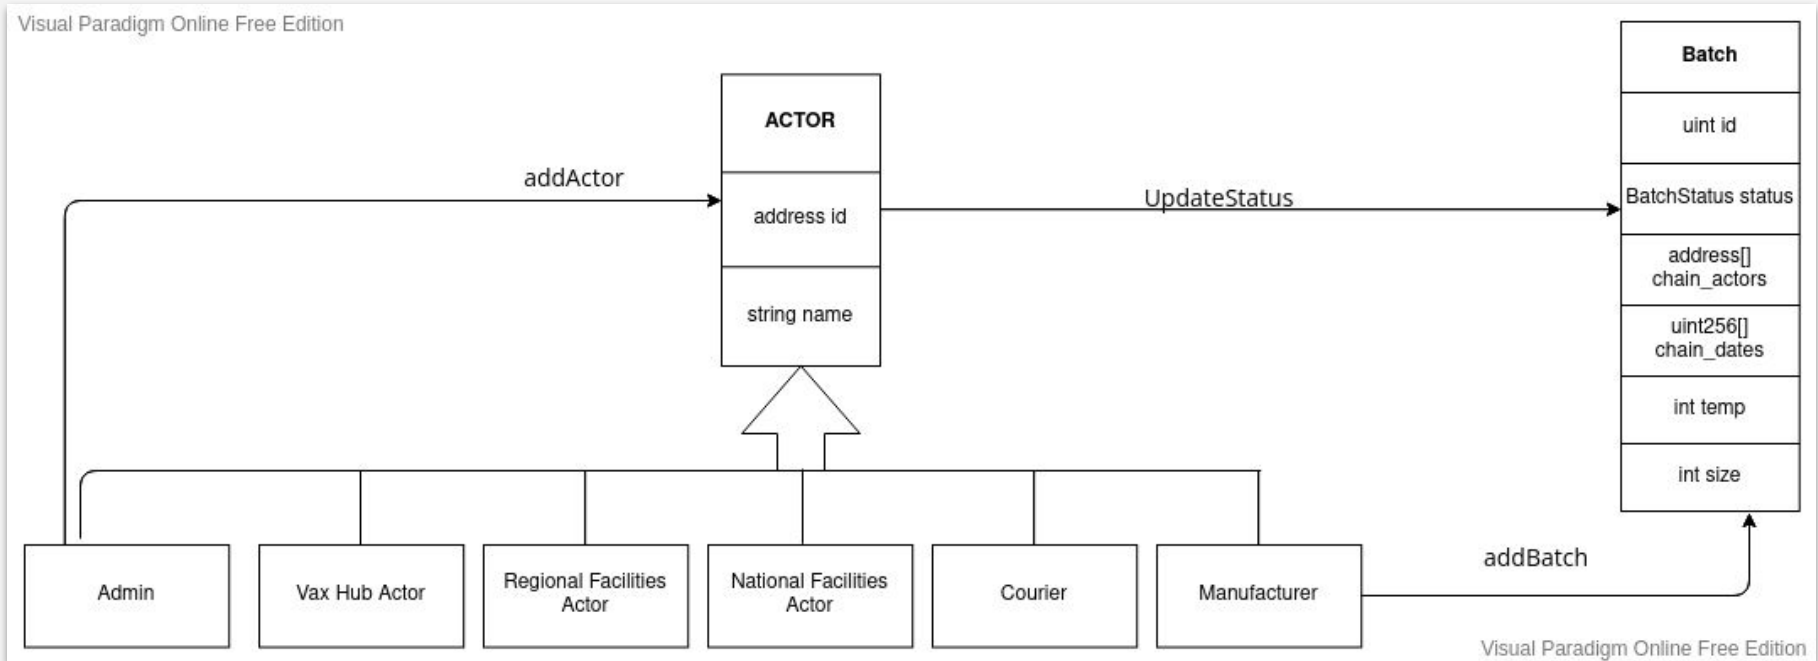 Visual Paradigm Online Free Edition
Batch
uint id
BatchStatus status
address[]
chain_actors
uint256[]
chain_dates
int temp
int size
ACTOR
address id
string name
addActor
UpdateStatus
addBatch
Admin
Vax Hub Actor
Regional Facilities
Actor
National Facilities
Actor
Courier
Manufacturer
Visual Paradigm Online Free Edition